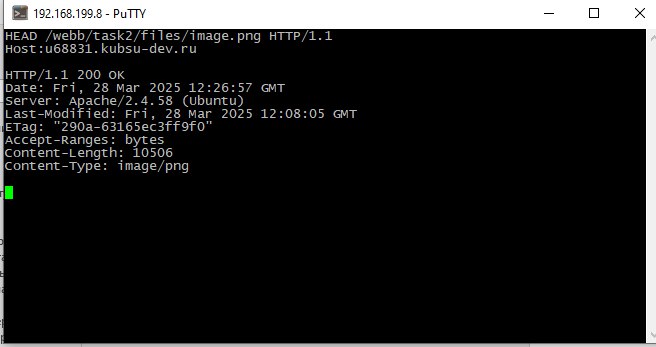 192.168.199.8 - PuTTY
HEAD /webb/task2/files/image.png HTTP/1.1
Host:u68831.kubsu-dev.ru
HTTP/1.1 200 OK
Date: Fri, 28 Mar 2025 12:26:57 GMT
Server: Apache/2.4.58 (Ubuntu)
Last-Modified: Fri, 28 Mar 2025 12:08:05 GMT
ETag: "290a-63165ec3ff9f0"
Accept-Ranges: bytes
Content-Length: 10506
Content-Type: image/png